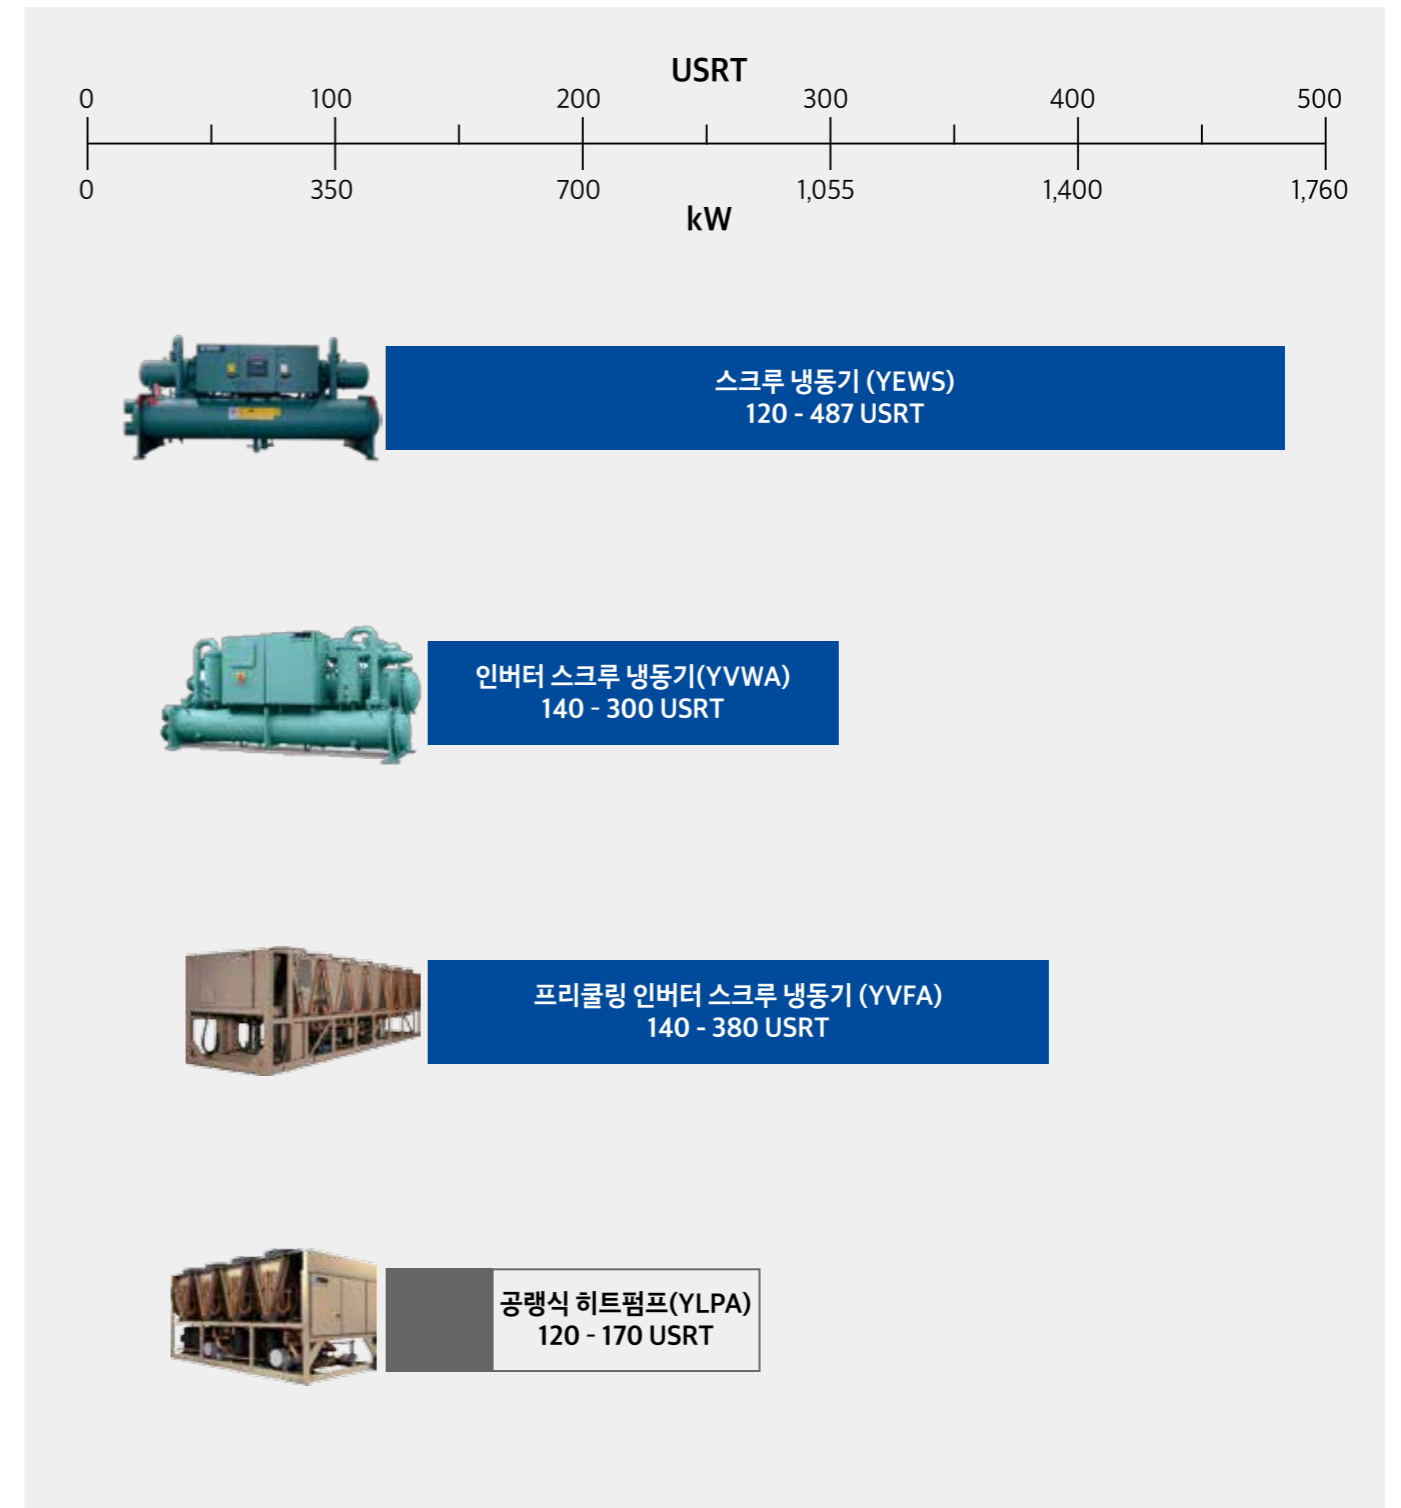 USRT
0 100 200 300 400 500
0 350 700 1,055 1,400 1,760
kW
스크루 냉동기 (YEWS)
120 - 487 USRT
인버터 스크루 냉동기(YVWA)
140 - 300 USRT
프리쿨링 인버터 스크루 냉동기 (YVFA)
140 - 380 USRT
공랭식 히트펌프(YLPA)
120 - 170 USRT